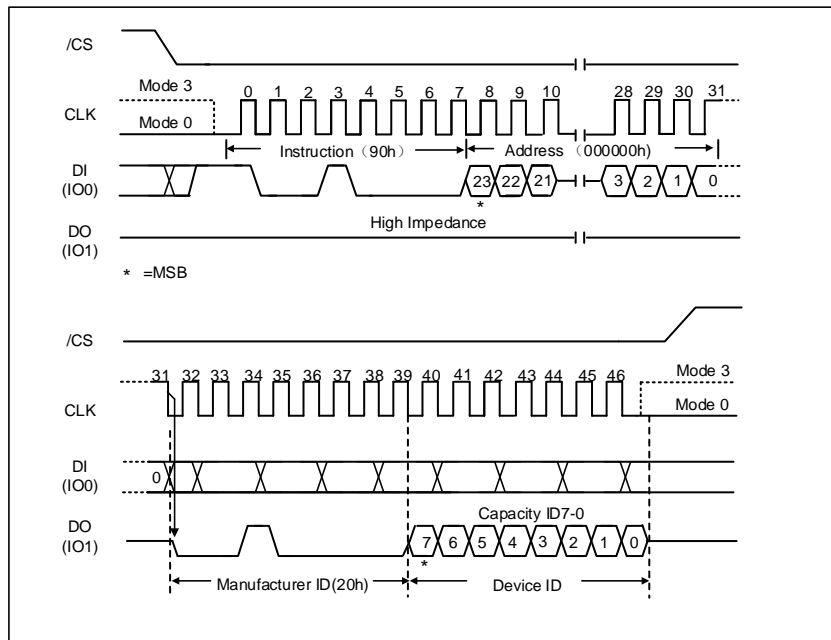 /CS
Mode 3
0 1 2 3 4 5 6 7 8 9 10 28 29 30 31
CLK
Mode 0
Instruction（90h） Address（000000h）
DI
(IO0)
23 22 21 3 2 1 0
*
High Impedance
DO
(IO1)
* =MSB
/CS
31 32 33 34 35 36 37 38 39 40 41 42 43 44 45 46
Mode 3
CLK
Mode 0
DI
(IO0)
0
Capacity ID7-0
DO
(IO1)
7 6 5 4 3 2 1 0
*
Manufacturer ID(20h) Device ID